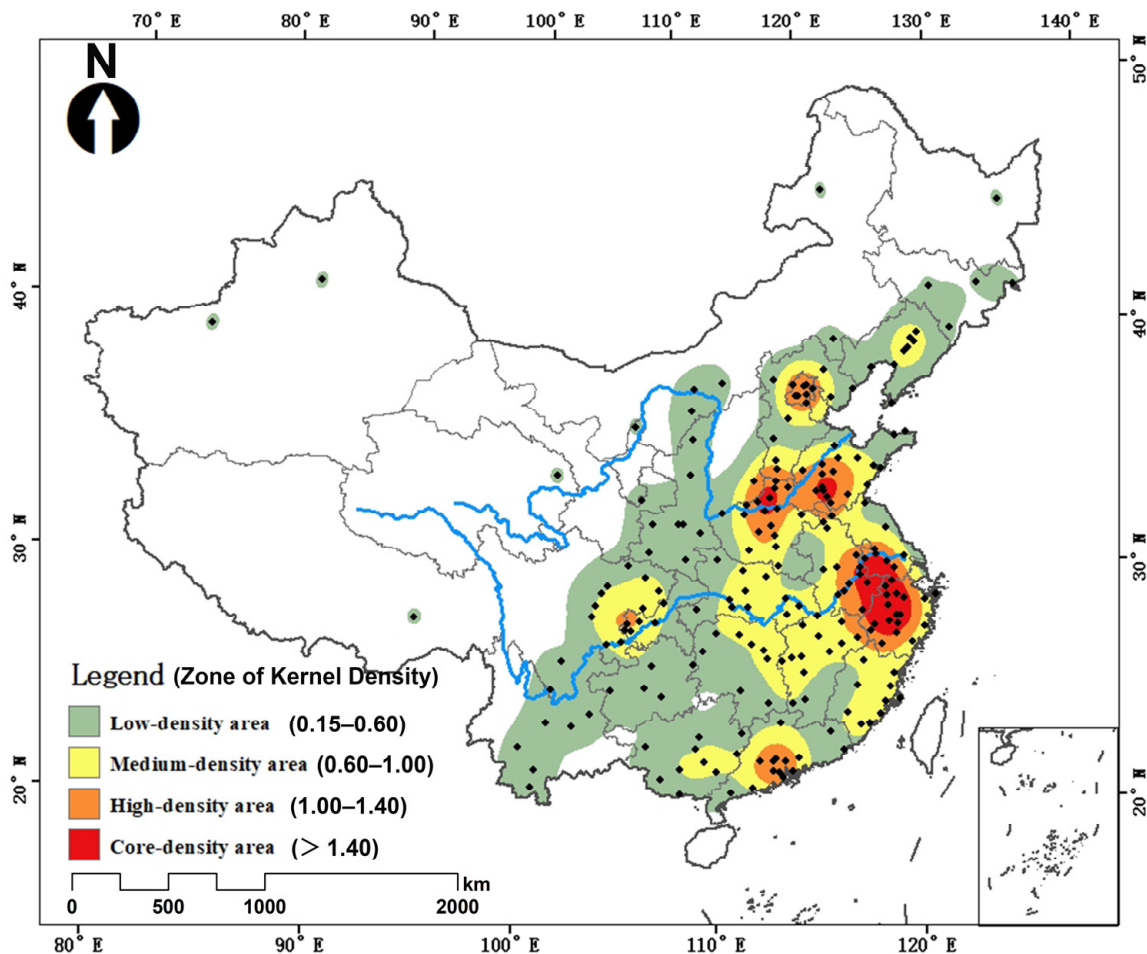 70° E 80° E 90° E 100° E 110° E 120° E 130° E 140° E
N
50° N
40° N
40° N
30° N
30° N
20° N
20° N
Legend (Zone of Kernel Density)
Low-density area (0.15–0.60)
Medium-density area (0.60–1.00)
High-density area (1.00–1.40)
Core-density area (> 1.40)
km
0 500 1000 2000
80° E 90° E 100° E 110° E 120° E